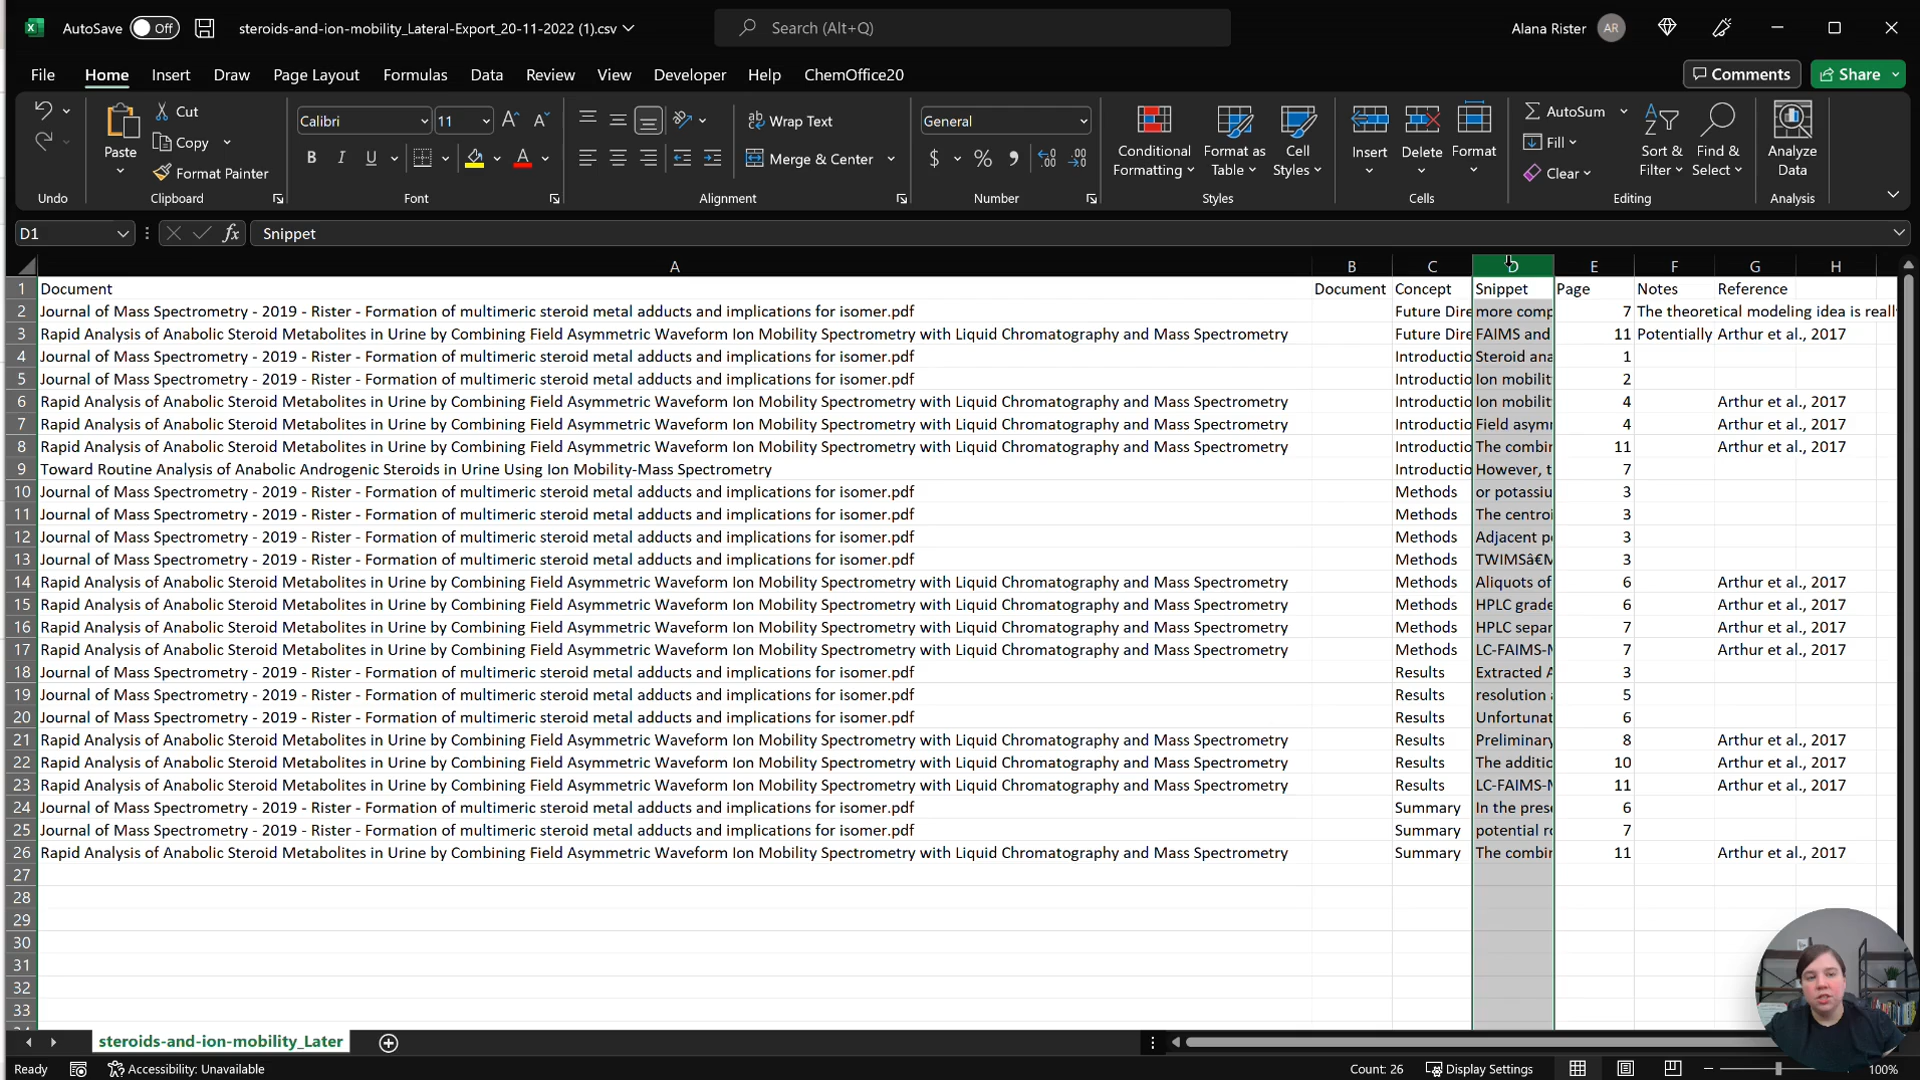 AutoSave Off steroids-and-ion-mobility_Lateral-Export_20-11-2022 (1).csv Search (Alt+Q) Alana Rister AR
File Home Insert Draw Page Layout Formulas Data Review View Developer Help ChemOffice20 Comments Share
Cut Calibri 11 Wrap Text General AutoSum
Paste Copy Conditional Formatting Format as Table Cell Styles Insert Delete Format Fill Sort & Filter Find & Select Analyze Data
Format Painter B I U Merge & Center $ % Clear
Undo Clipboard Font Alignment Number Styles Cells Editing Analysis
D1 fx Snippet
A B C D E F G H
1 Document Document Concept Snippet Page Notes Reference
2 Journal of Mass Spectrometry - 2019 - Rister - Formation of multimeric steroid metal adducts and implications for isomer.pdf Future Dire more comp 7 The theoretical modeling idea is reall
3 Rapid Analysis of Anabolic Steroid Metabolites in Urine by Combining Field Asymmetric Waveform Ion Mobility Spectrometry with Liquid Chromatography and Mass Spectrometry Future Dire FAIMS and 11 Potentially Arthur et al., 2017
4 Journal of Mass Spectrometry - 2019 - Rister - Formation of multimeric steroid metal adducts and implications for isomer.pdf Introductio Steroid ana 1
5 Journal of Mass Spectrometry - 2019 - Rister - Formation of multimeric steroid metal adducts and implications for isomer.pdf Introductio Ion mobilit 2
6 Rapid Analysis of Anabolic Steroid Metabolites in Urine by Combining Field Asymmetric Waveform Ion Mobility Spectrometry with Liquid Chromatography and Mass Spectrometry Introductio Ion mobilit 4 Arthur et al., 2017
7 Rapid Analysis of Anabolic Steroid Metabolites in Urine by Combining Field Asymmetric Waveform Ion Mobility Spectrometry with Liquid Chromatography and Mass Spectrometry Introductio Field asymi 4 Arthur et al., 2017
8 Rapid Analysis of Anabolic Steroid Metabolites in Urine by Combining Field Asymmetric Waveform Ion Mobility Spectrometry with Liquid Chromatography and Mass Spectrometry Introductio The combir 11 Arthur et al., 2017
9 Toward Routine Analysis of Anabolic Androgenic Steroids in Urine Using Ion Mobility-Mass Spectrometry Introductio However, t 7
10 Journal of Mass Spectrometry - 2019 - Rister - Formation of multimeric steroid metal adducts and implications for isomer.pdf Methods or potassiu 3
11 Journal of Mass Spectrometry - 2019 - Rister - Formation of multimeric steroid metal adducts and implications for isomer.pdf Methods The centroi 3
12 Journal of Mass Spectrometry - 2019 - Rister - Formation of multimeric steroid metal adducts and implications for isomer.pdf Methods Adjacent p 3
13 Journal of Mass Spectrometry - 2019 - Rister - Formation of multimeric steroid metal adducts and implications for isomer.pdf Methods TWIMSâ€M 3
14 Rapid Analysis of Anabolic Steroid Metabolites in Urine by Combining Field Asymmetric Waveform Ion Mobility Spectrometry with Liquid Chromatography and Mass Spectrometry Methods Aliquots of 6 Arthur et al., 2017
15 Rapid Analysis of Anabolic Steroid Metabolites in Urine by Combining Field Asymmetric Waveform Ion Mobility Spectrometry with Liquid Chromatography and Mass Spectrometry Methods HPLC grade 6 Arthur et al., 2017
16 Rapid Analysis of Anabolic Steroid Metabolites in Urine by Combining Field Asymmetric Waveform Ion Mobility Spectrometry with Liquid Chromatography and Mass Spectrometry Methods HPLC separ 7 Arthur et al., 2017
17 Rapid Analysis of Anabolic Steroid Metabolites in Urine by Combining Field Asymmetric Waveform Ion Mobility Spectrometry with Liquid Chromatography and Mass Spectrometry Methods LC-FAIMS-M 7 Arthur et al., 2017
18 Journal of Mass Spectrometry - 2019 - Rister - Formation of multimeric steroid metal adducts and implications for isomer.pdf Results Extracted A 3
19 Journal of Mass Spectrometry - 2019 - Rister - Formation of multimeric steroid metal adducts and implications for isomer.pdf Results resolution a 5
20 Journal of Mass Spectrometry - 2019 - Rister - Formation of multimeric steroid metal adducts and implications for isomer.pdf Results Unfortunat 6
21 Rapid Analysis of Anabolic Steroid Metabolites in Urine by Combining Field Asymmetric Waveform Ion Mobility Spectrometry with Liquid Chromatography and Mass Spectrometry Results Preliminary 8 Arthur et al., 2017
22 Rapid Analysis of Anabolic Steroid Metabolites in Urine by Combining Field Asymmetric Waveform Ion Mobility Spectrometry with Liquid Chromatography and Mass Spectrometry Results The additic 10 Arthur et al., 2017
23 Rapid Analysis of Anabolic Steroid Metabolites in Urine by Combining Field Asymmetric Waveform Ion Mobility Spectrometry with Liquid Chromatography and Mass Spectrometry Results LC-FAIMS-M 11 Arthur et al., 2017
24 Journal of Mass Spectrometry - 2019 - Rister - Formation of multimeric steroid metal adducts and implications for isomer.pdf Summary In the prese 6
25 Journal of Mass Spectrometry - 2019 - Rister - Formation of multimeric steroid metal adducts and implications for isomer.pdf Summary potential ro 7
26 Rapid Analysis of Anabolic Steroid Metabolites in Urine by Combining Field Asymmetric Waveform Ion Mobility Spectrometry with Liquid Chromatography and Mass Spectrometry Summary The combir 11 Arthur et al., 2017
27
28
29
30
31
32
33
steroids-and-ion-mobility_Later
Ready Accessibility: Unavailable Count: 26 Display Settings 100%